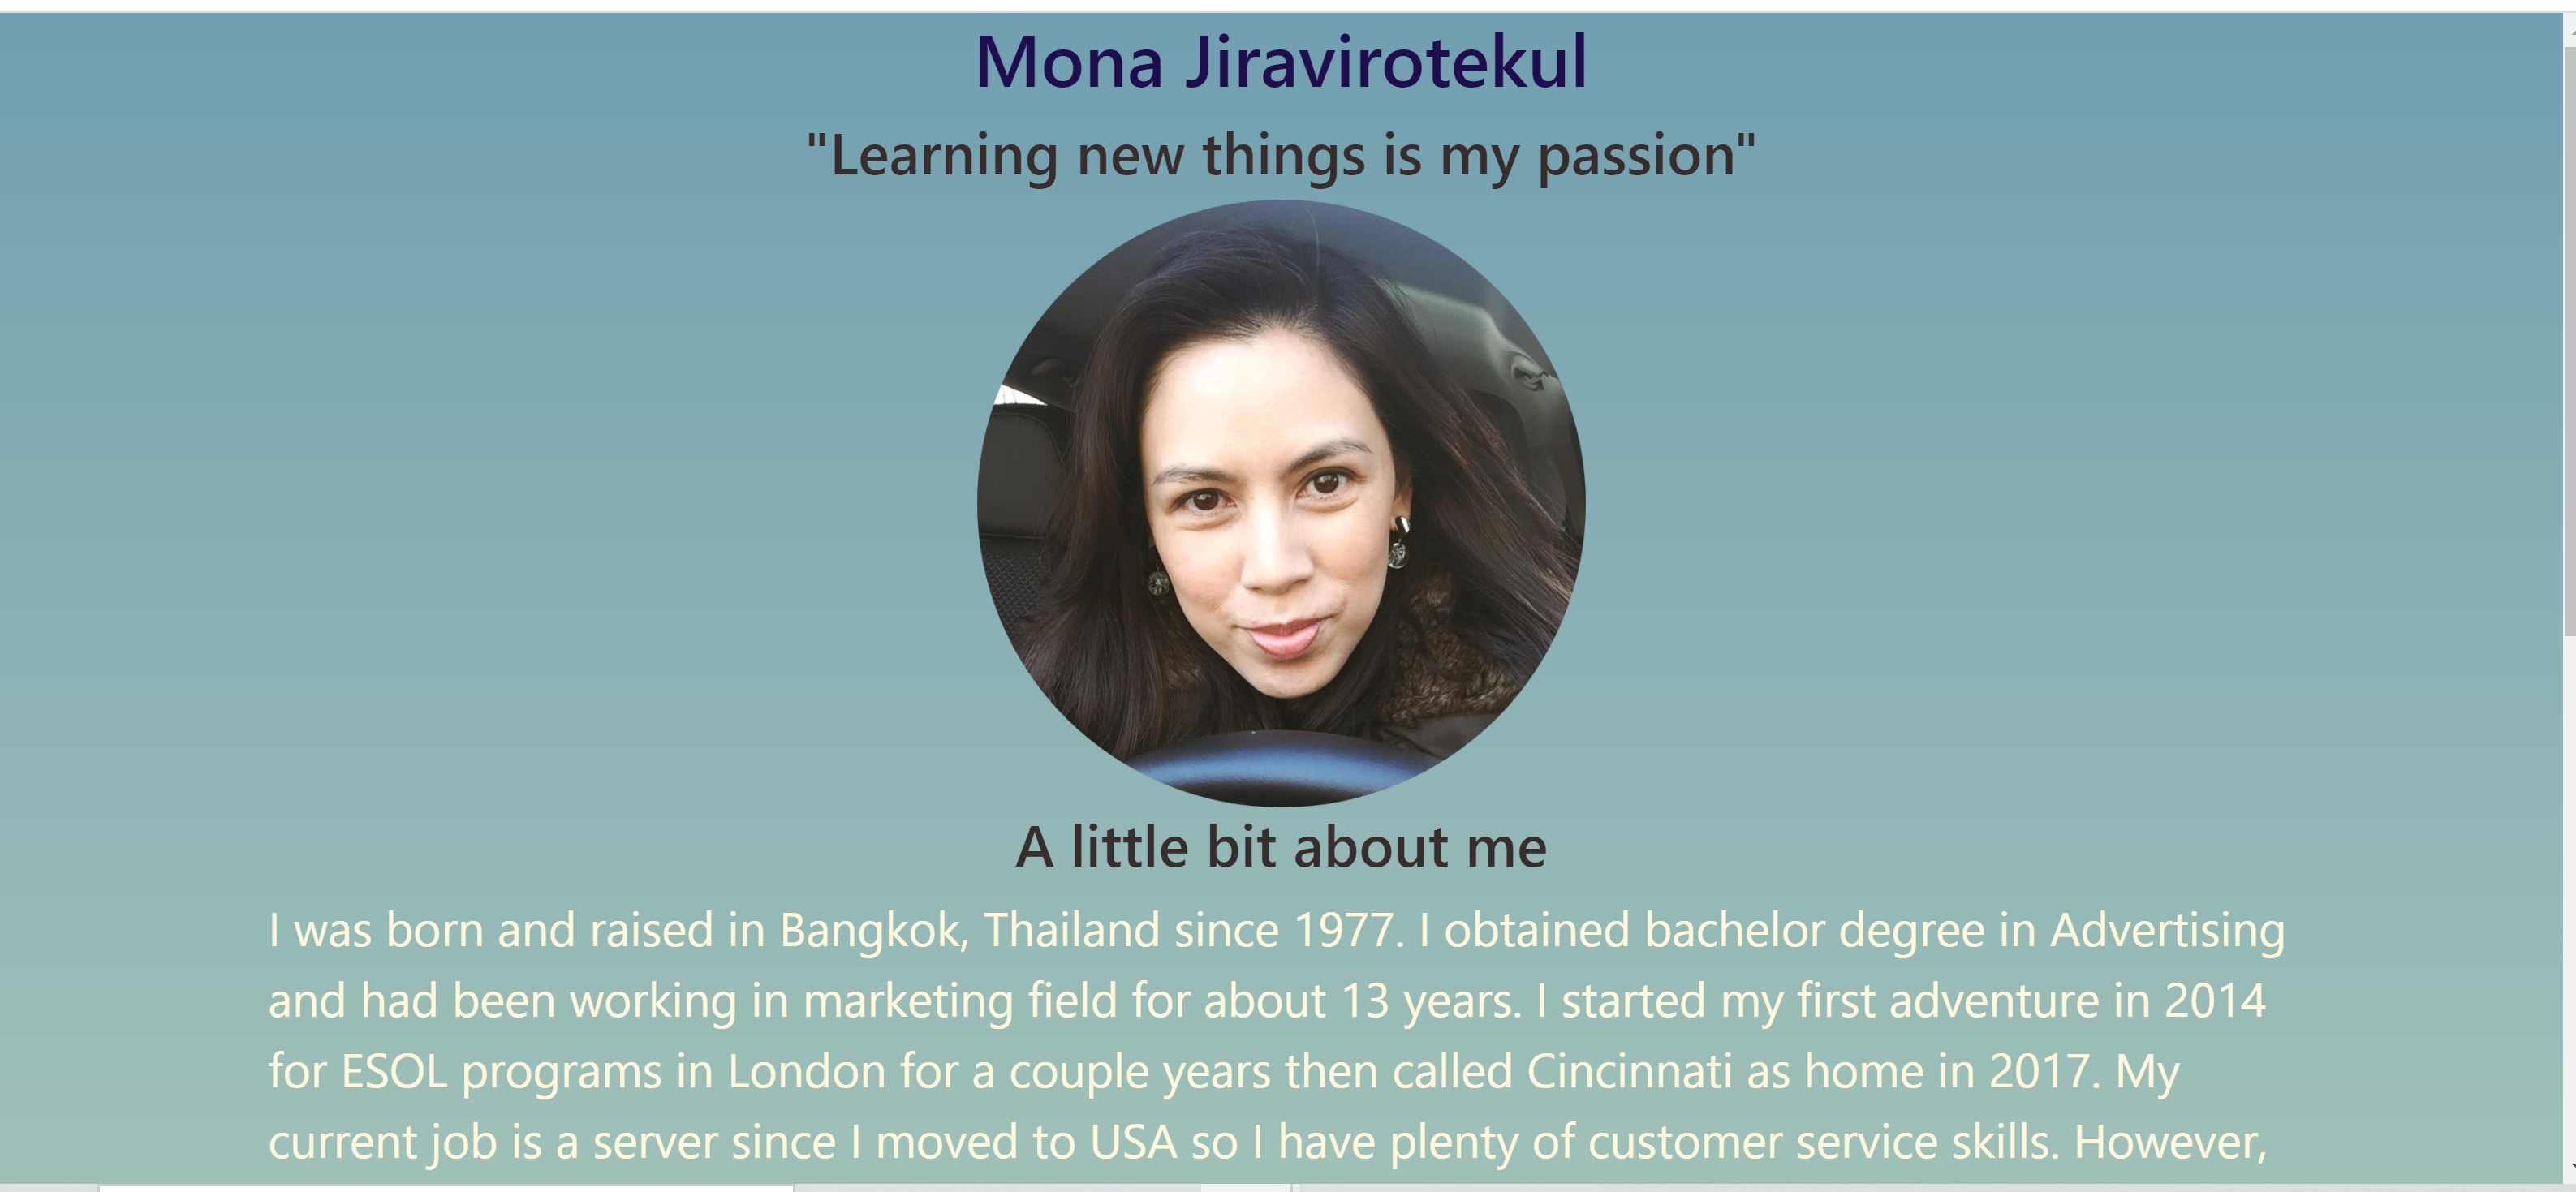 Mona Jiravirotekul
"Learning new things is my passion"
A little bit about me
I was born and raised in Bangkok, Thailand since 1977. I obtained bachelor degree in Advertising
and had been working in marketing field for about 13 years. I started my first adventure in 2014
for ESOL programs in London for a couple years then called Cincinnati as home in 2017. My
current job is a server since I moved to USA so I have plenty of customer service skills. However,